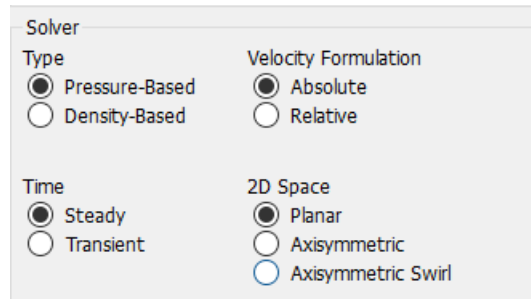 Solver
Type
Pressure-Based
Density-Based
Velocity Formulation
Absolute
Relative
Time
Steady
Transient
2D Space
Planar
Axisymmetric
Axisymmetric Swirl